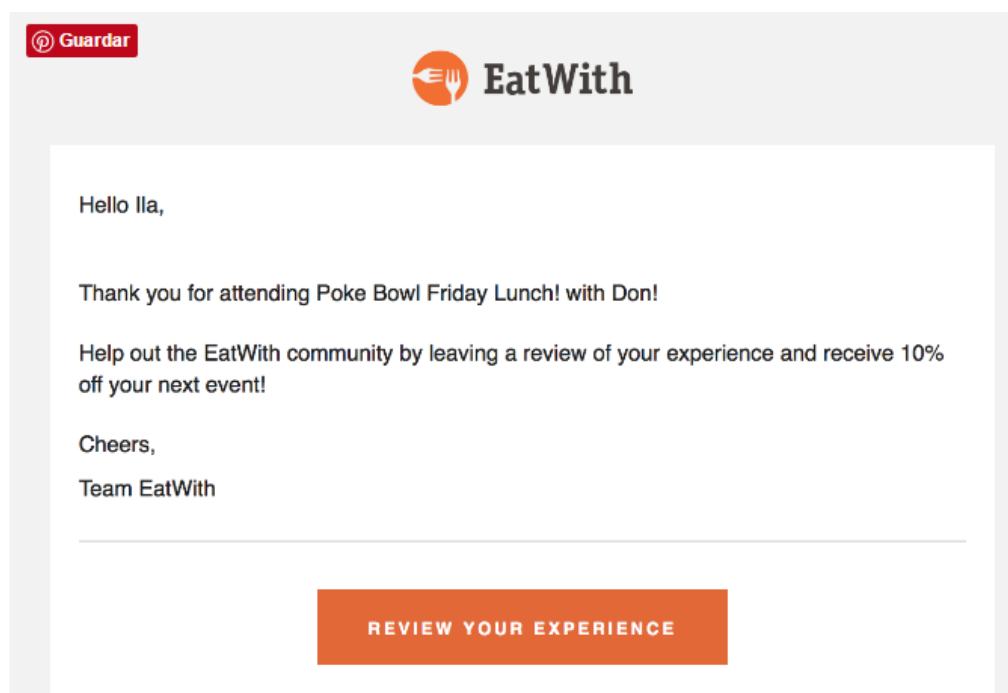 Guardar
EatWith
Hello Ila,
Thank you for attending Poke Bowl Friday Lunch! with Don!
Help out the EatWith community by leaving a review of your experience and receive 10%
off your next event!
Cheers,
Team EatWith
REVIEW YOUR EXPERIENCE